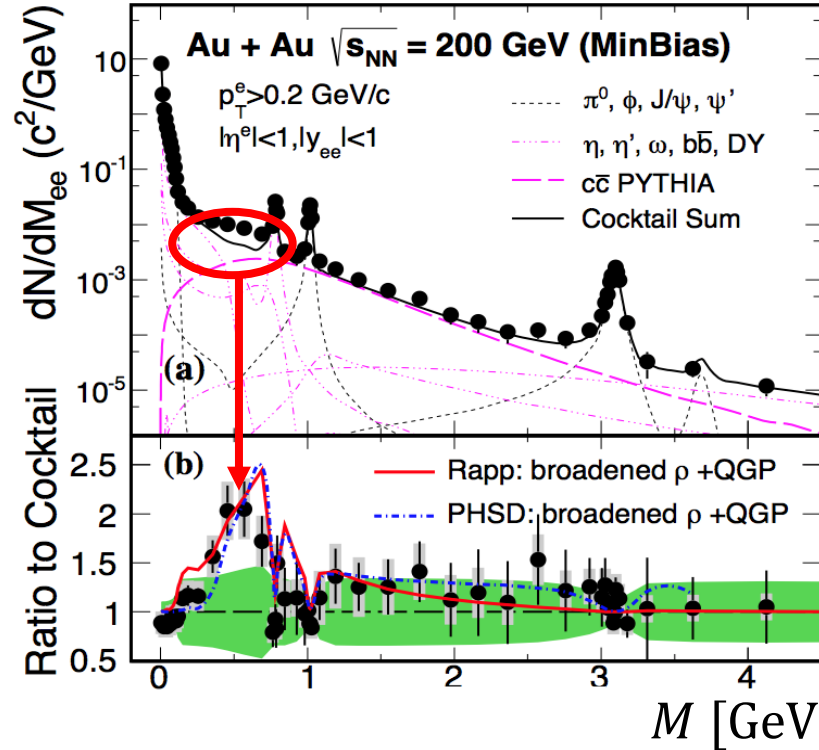 Au + Au √sNN = 200 GeV (MinBias)
pTe>0.2 GeV/c
|ηe|<1,|yee|<1
π0, ϕ, J/ψ, ψ’
η, η’, ω, bb̄, DY
cc̄ PYTHIA
Cocktail Sum
dN/dMee (c2/GeV)
10
10-1
10-3
10-5
(a)
(b)
Rapp: broadened ρ +QGP
PHSD: broadened ρ +QGP
Ratio to Cocktail
2.5
2
1.5
1
0.5
0 1 2 3 4
M [GeV